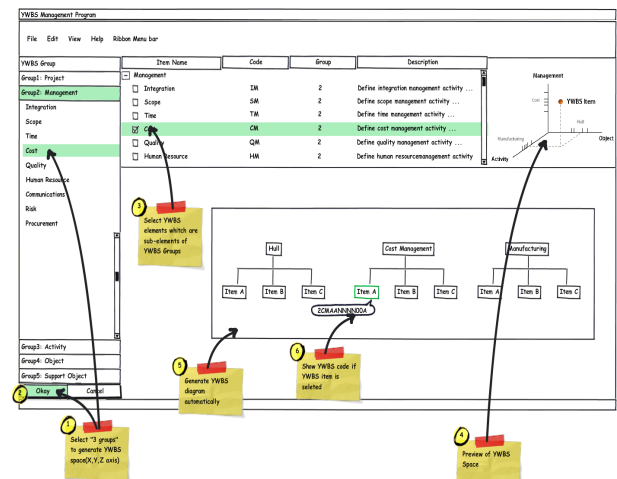 YWBS Management Program
File Edit View Help Ribbon Menu bar
YWBS Group
Group1: Project
Group2: Management
Integration
Scope
Time
Cost
Quality
Human Resource
Communications
Risk
Procurement
Group3: Activity
Group4: Object
Group5: Support Object
Okay Cancel
Item Name Code Group Description
Management
Integration IM 2 Define integration management activity ...
Scope SM 2 Define scope management activity ...
Time TM 2 Define time management activity ...
Cost CM 2 Define cost management activity ...
Quality QM 2 Define quality management activity ...
Human Resource HM 2 Define human resourcemanagement activity
Management
Cost
YWBS item
Hull
Manufacturing
Object
Activity
3
Select YWBS
elements whitch are
sub-elements of
YWBS Groups
Hull Cost Management Manufacturing
Item A Item B Item C Item A Item B Item C Item A Item B Item C
2CMAANNNN00A
5
Generate YWBS
diagram
automatically
6
Show YWBS code if
YWBS item is
seleted
2
1
Select "3 groups"
to generate YWBS
space(X,Y,Z axis)
4
Preview of YWBS
Space